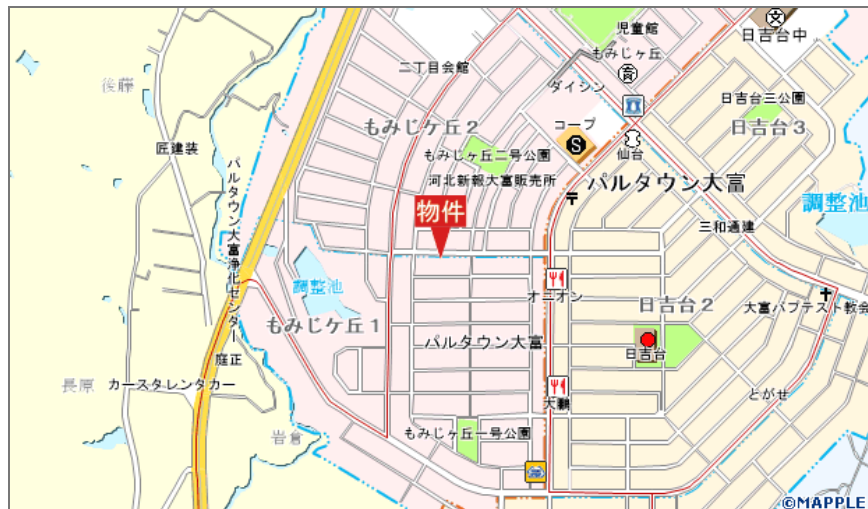 児童館
もみじヶ丘
日吉台中
二丁目会館
ダイシン
後藤
日吉台三公園
もみじケ丘2
コープ
日吉台3
匠建装
もみじヶ丘二号公園
仙台
河北新報大富販売所
パルタウン大富
物件
調整池
三和通建
パルタウン大富浄化センター
調整池
オニオン
日吉台2
大富バプテスト教会
もみじケ丘1
パルタウン大富
日吉台
庭正
長原
カースタレンタカー
天鵬
とがせ
岩倉
もみじヶ丘一号公園
©MAPPLE